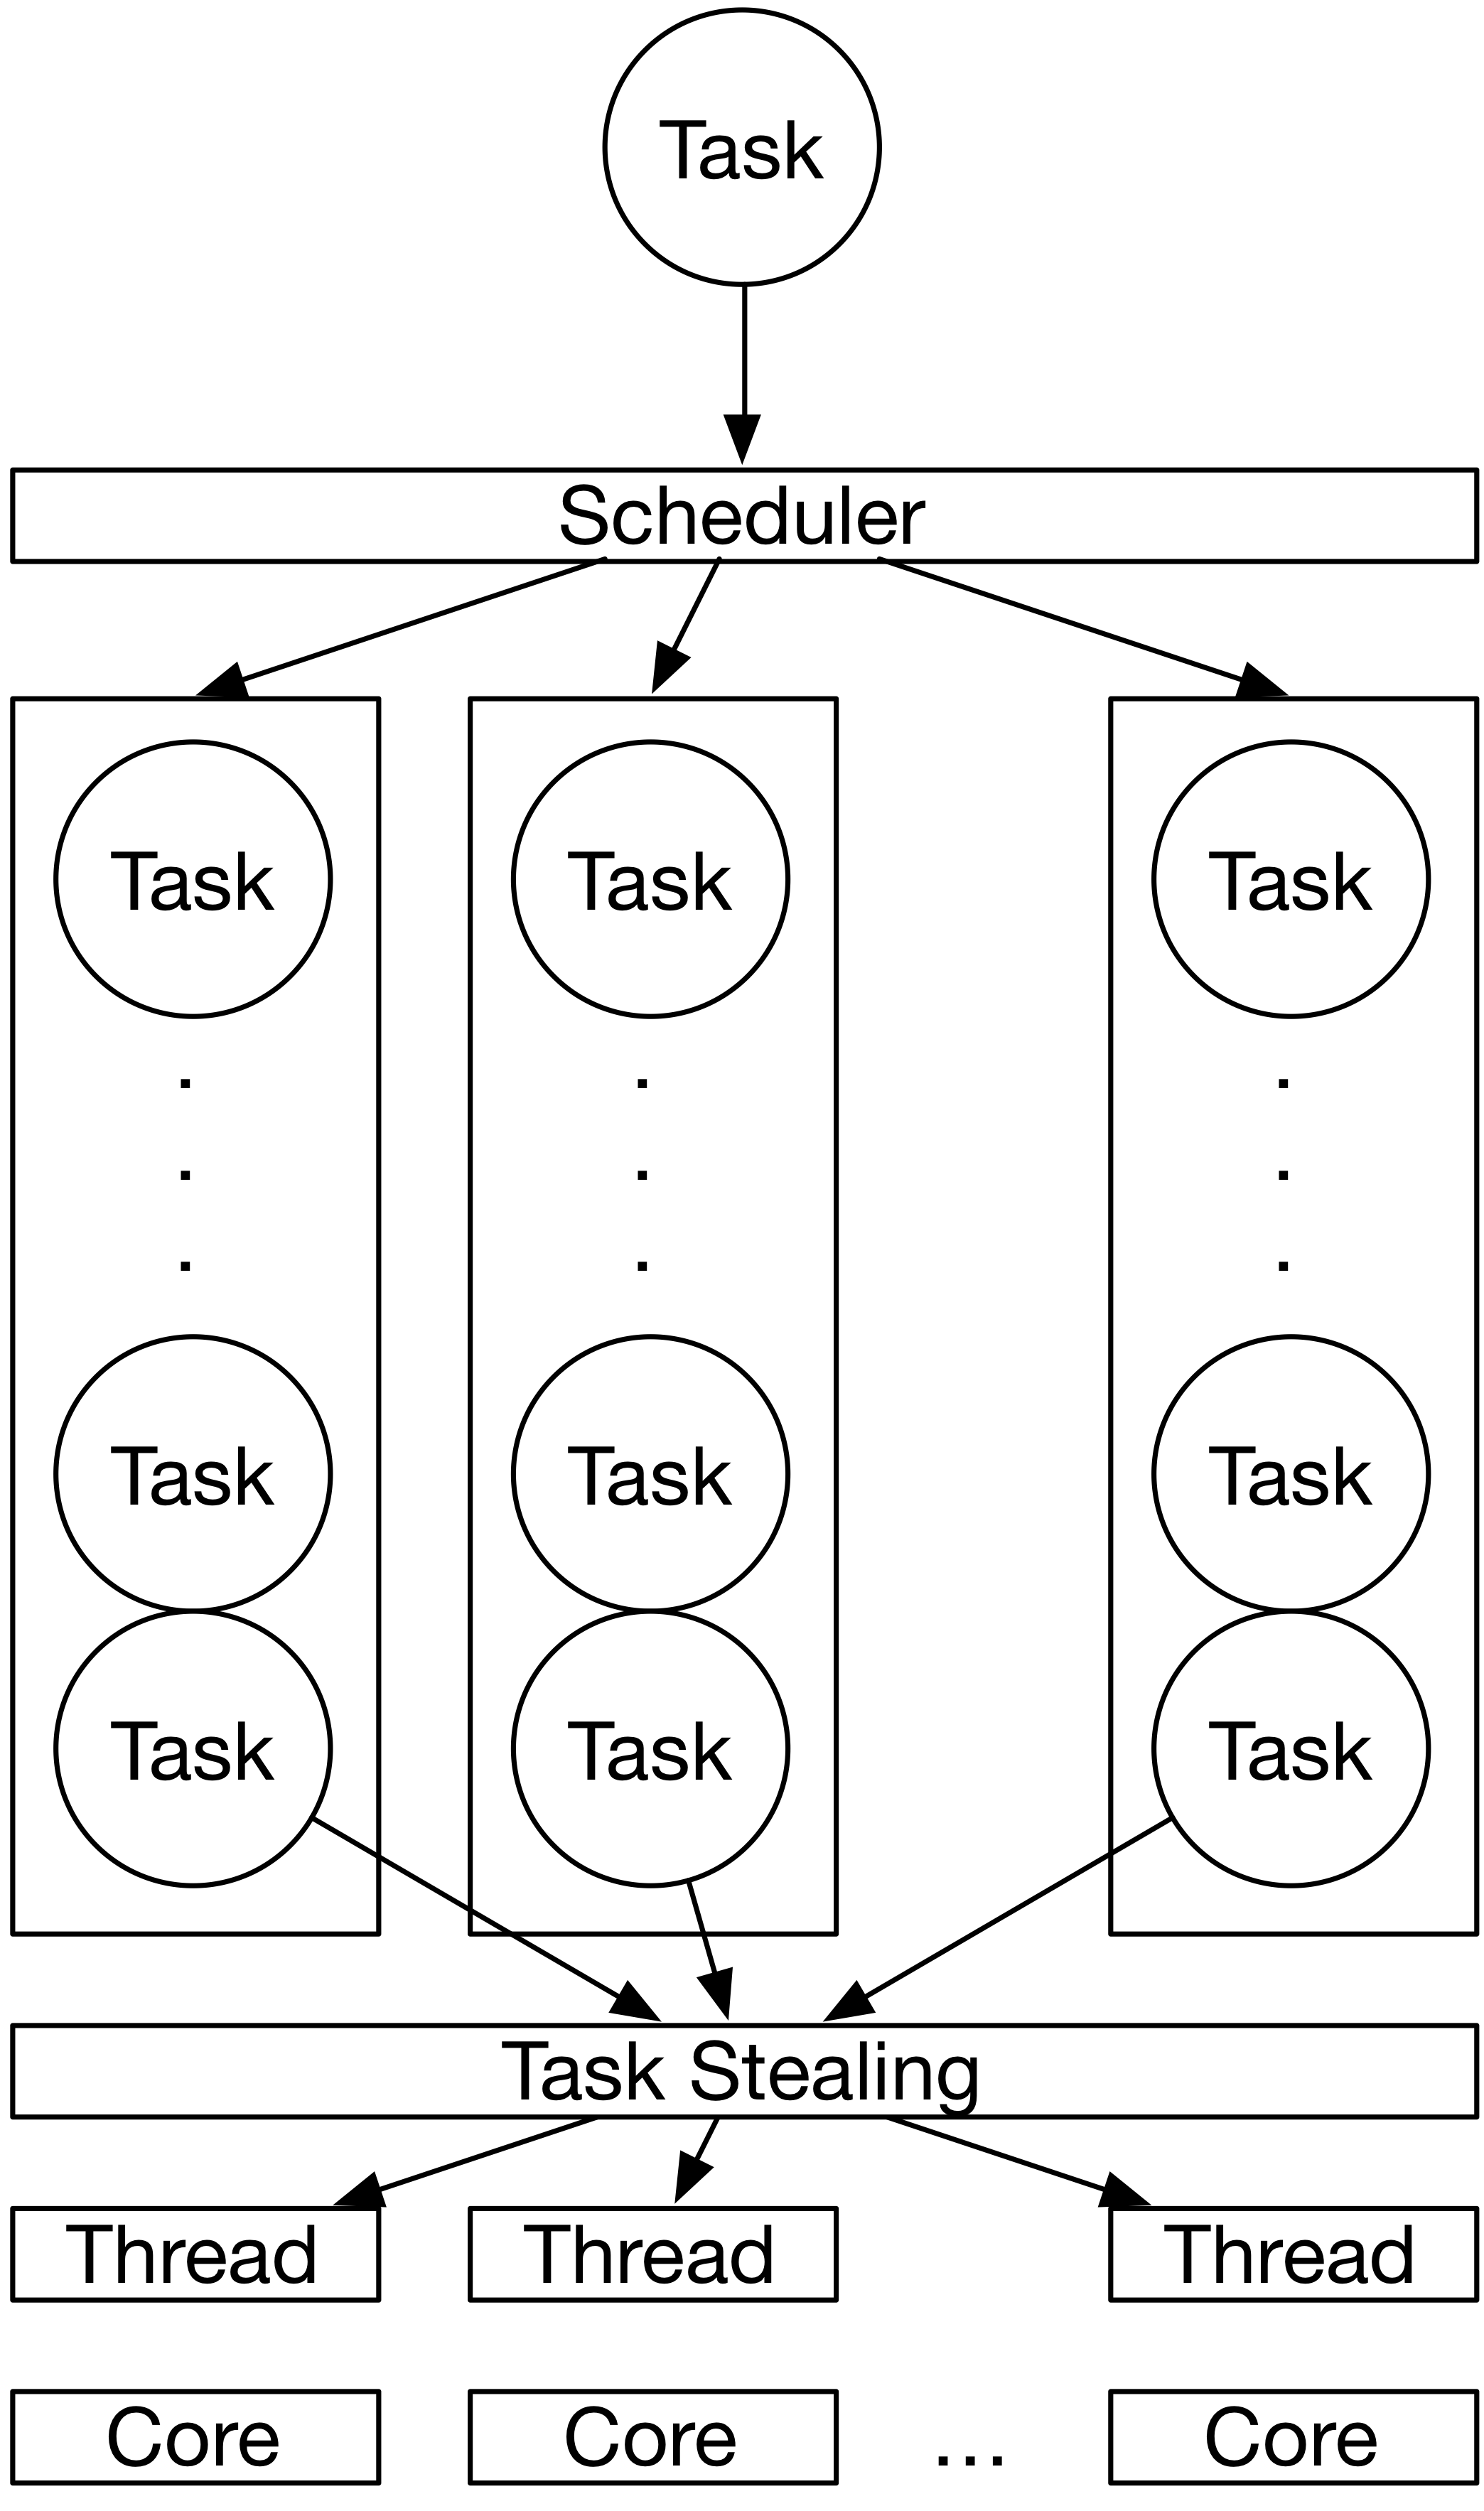 Task
Scheduler
Task Task Task
. . .
. . .
. . .
Task Task Task
Task Task Task
Task Stealing
Thread Thread Thread
Core Core ... Core